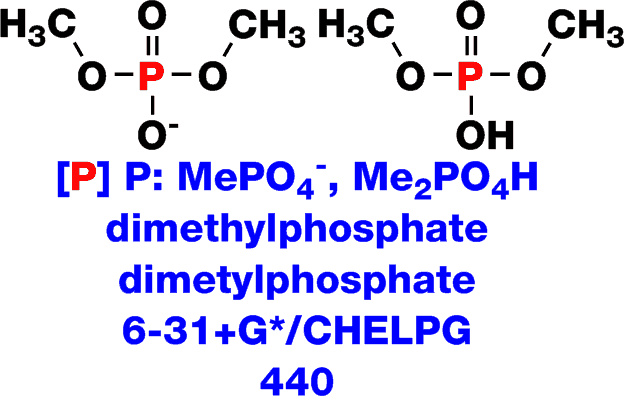 H₃C O CH₃ H₃C O CH₃
O P O O P O
O⁻ OH
[P] P: MePO₄⁻, Me₂PO₄H
dimethylphosphate
dimetylphosphate
6-31+G*/CHELPG
440